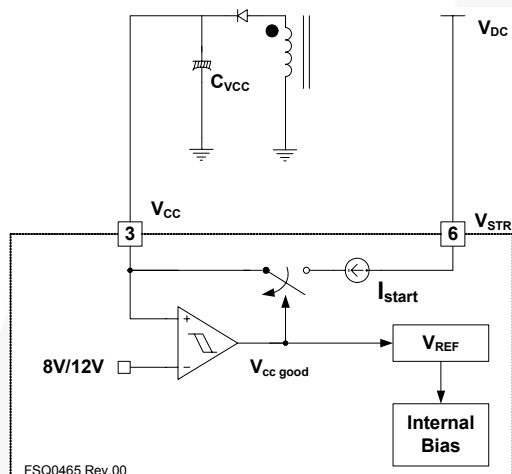 VDC
CVCC
VCC
VSTR
3
6
Istart
+
8V/12V
−
Vcc good
VREF
Internal
Bias
FSQ0465 Rev.00